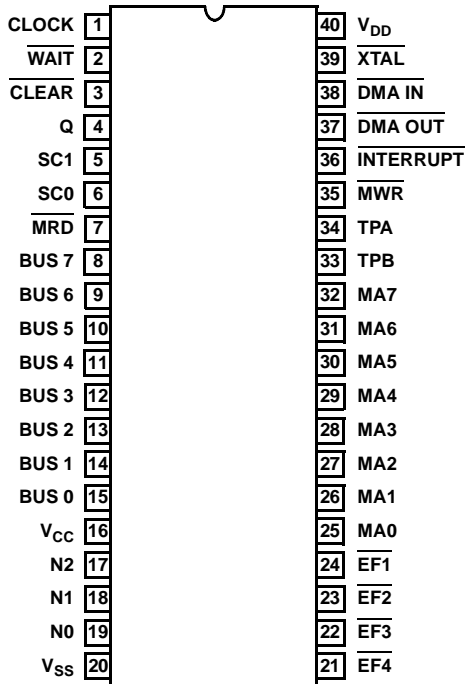 CLOCK 1 40 V_DD
WAIT 2 39 XTAL
CLEAR 3 38 DMA IN
Q 4 37 DMA OUT
SC1 5 36 INTERRUPT
SC0 6 35 MWR
MRD 7 34 TPA
BUS 7 8 33 TPB
BUS 6 9 32 MA7
BUS 5 10 31 MA6
BUS 4 11 30 MA5
BUS 3 12 29 MA4
BUS 2 13 28 MA3
BUS 1 14 27 MA2
BUS 0 15 26 MA1
V_CC 16 25 MA0
N2 17 24 EF1
N1 18 23 EF2
N0 19 22 EF3
V_SS 20 21 EF4